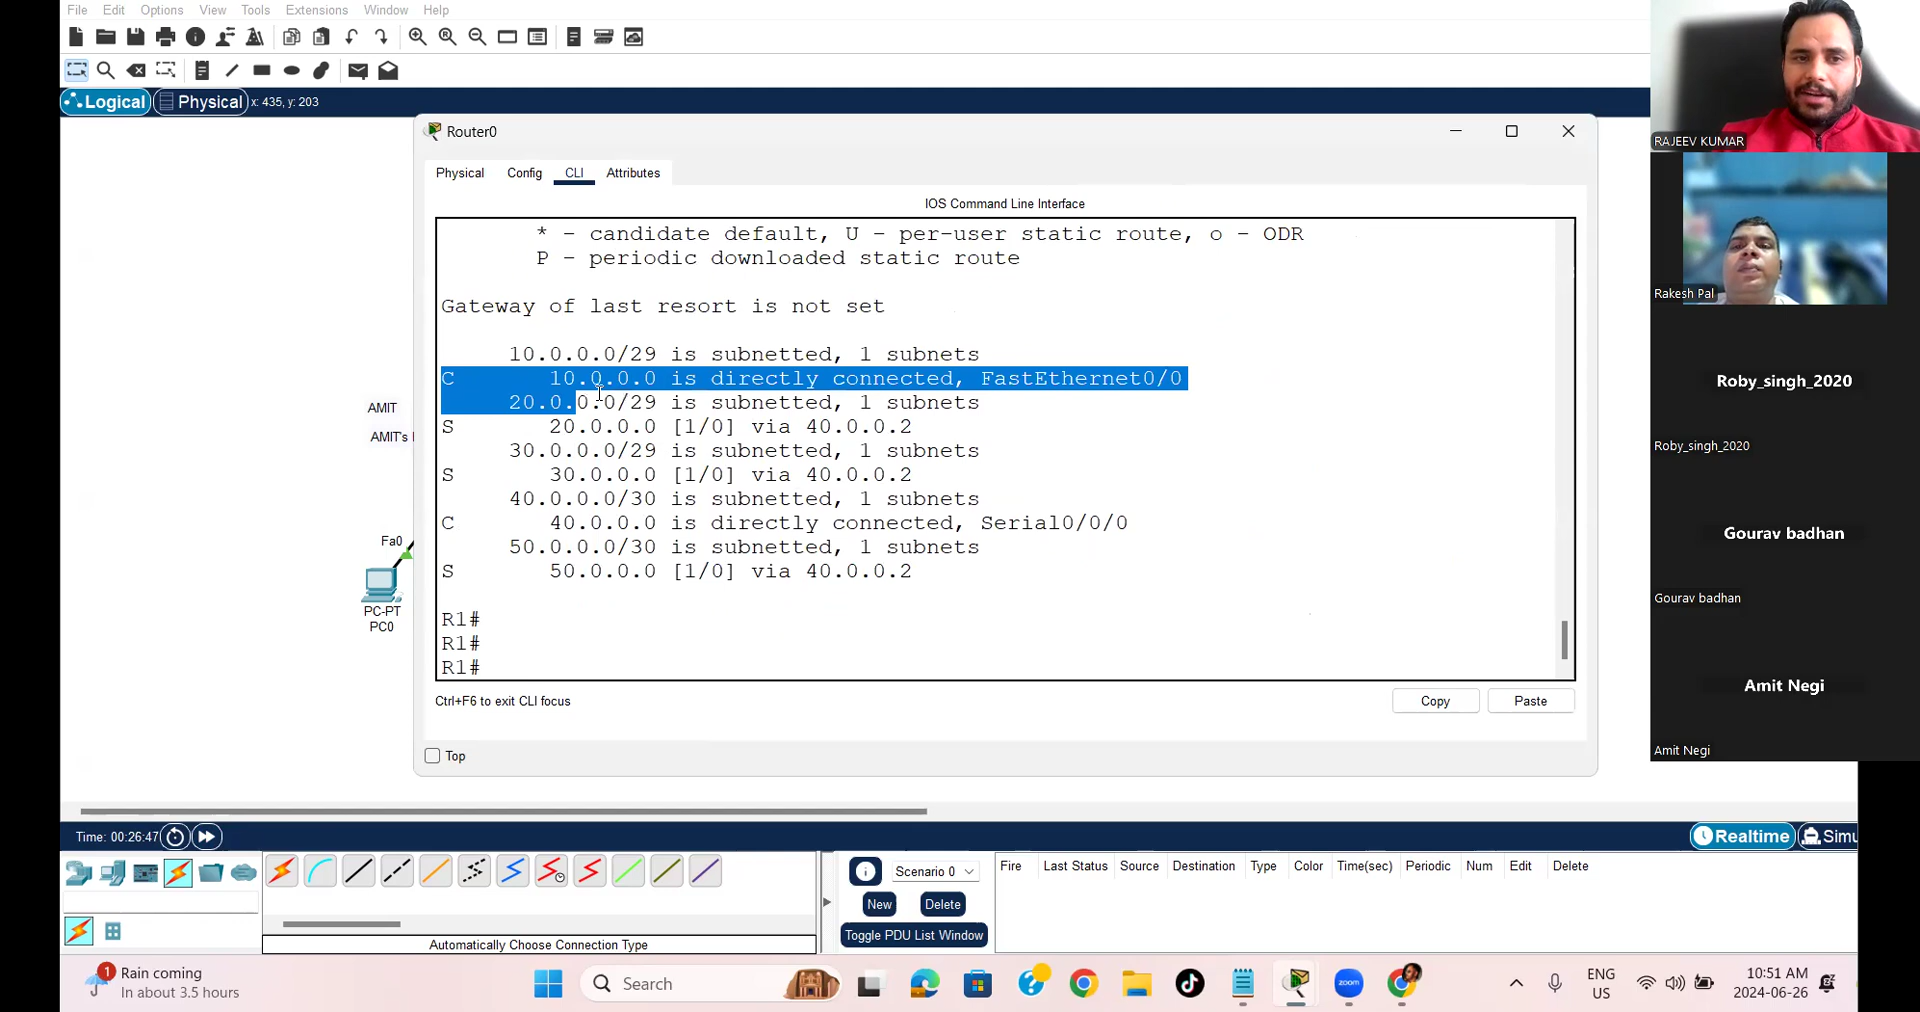 File Edit Options View Tools Extensions Window Help
Logical Physical x: 435, y: 203
Router0
Physical Config CLI Attributes
IOS Command Line Interface
* - candidate default, U - per-user static route, o - ODR
P - periodic downloaded static route
Gateway of last resort is not set
10.0.0.0/29 is subnetted, 1 subnets
C 10.0.0.0 is directly connected, FastEthernet0/0
20.0.0.0/29 is subnetted, 1 subnets
S 20.0.0.0 [1/0] via 40.0.0.2
30.0.0.0/29 is subnetted, 1 subnets
S 30.0.0.0 [1/0] via 40.0.0.2
40.0.0.0/30 is subnetted, 1 subnets
C 40.0.0.0 is directly connected, Serial0/0/0
50.0.0.0/30 is subnetted, 1 subnets
S 50.0.0.0 [1/0] via 40.0.0.2
R1#
R1#
R1#
Ctrl+F6 to exit CLI focus
Copy Paste
Top
AMIT
AMIT's
Fa0
PC-PT
PC0
RAJEEV KUMAR
Rakesh Pal
Roby_singh_2020
Roby_singh_2020
Gourav badhan
Gourav badhan
Amit Negi
Amit Negi
Time: 00:26:47
Realtime Simu
Scenario 0
New Delete
Toggle PDU List Window
Fire Last Status Source Destination Type Color Time(sec) Periodic Num Edit Delete
Automatically Choose Connection Type
1
Rain coming
In about 3.5 hours
Search
zoom
ENG
US
10:51 AM
2024-06-26